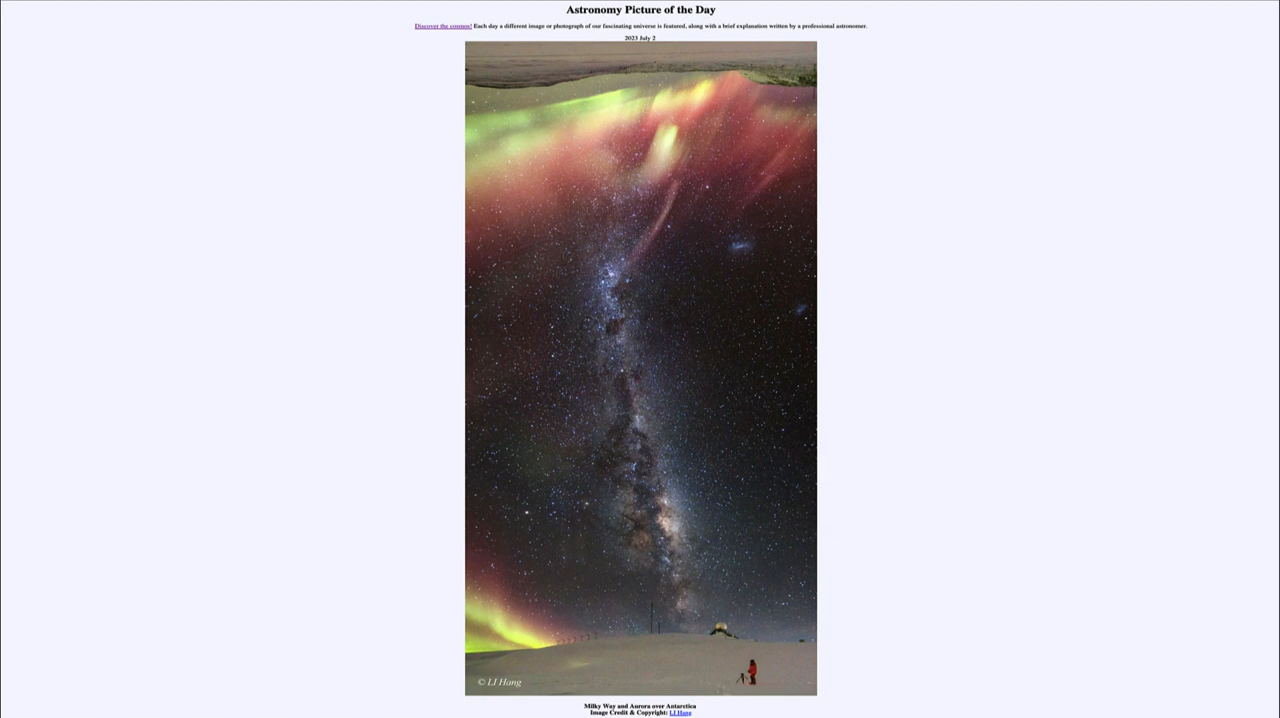 Astronomy Picture of the Day
Discover the cosmos! Each day a different image or photograph of our fascinating universe is featured, along with a brief explanation written by a professional astronomer.
2023 July 2
© LI Hang
Milky Way and Aurora over Antarctica
Image Credit & Copyright: LI Hang